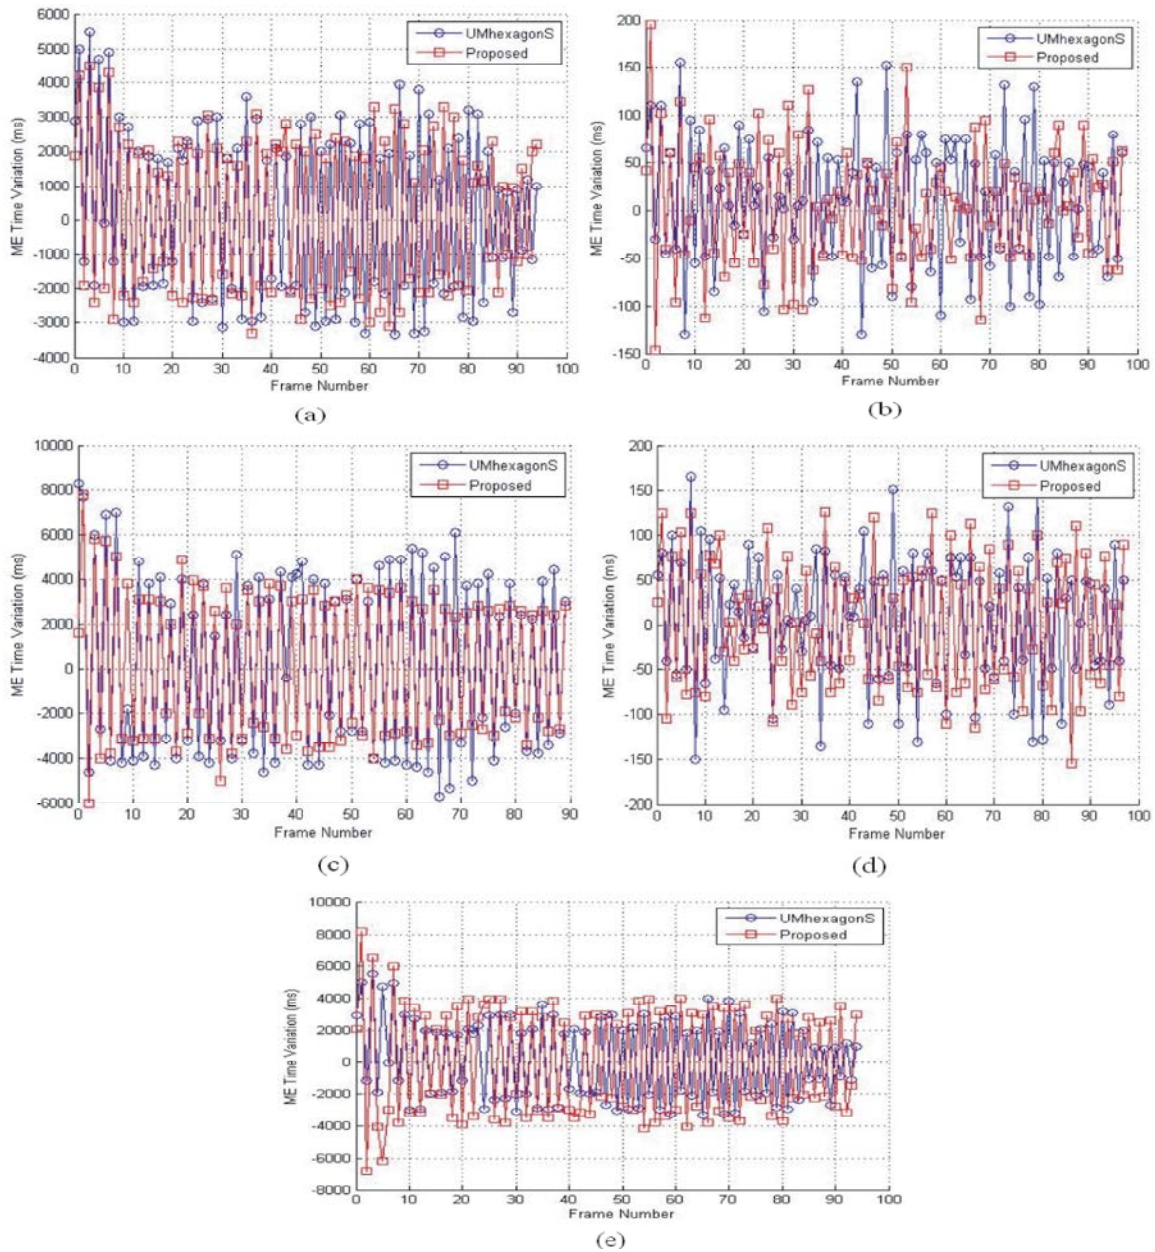 6000
5000
4000
3000
2000
1000
0
-1000
-2000
-3000
-4000
ME Time Variation (ms)
UMhexagonS
Proposed
0 10 20 30 40 50 60 70 80 90 100
Frame Number
(a)
200
150
100
50
0
-50
-100
-150
ME Time Variation (ms)
UMhexagonS
Proposed
0 10 20 30 40 50 60 70 80 90 100
Frame Number
(b)
10000
8000
6000
4000
2000
0
-2000
-4000
-6000
ME Time Variation (ms)
UMhexagonS
Proposed
0 10 20 30 40 50 60 70 80 90
Frame Number
(c)
200
150
100
50
0
-50
-100
-150
-200
ME Time Variation (ms)
UMhexagonS
Proposed
0 10 20 30 40 50 60 70 80 90 100
Frame Number
(d)
10000
8000
6000
4000
2000
0
-2000
-4000
-6000
-8000
ME Time Variation (ms)
UMhexagonS
Proposed
0 10 20 30 40 50 60 70 80 90 100
Frame Number
(e)